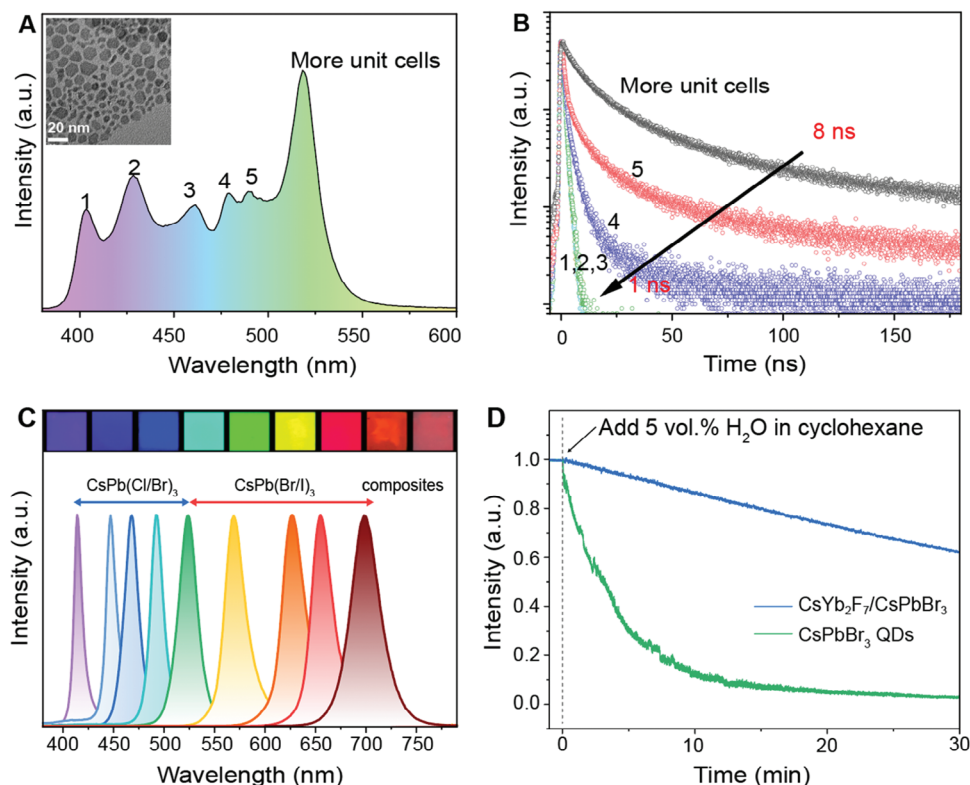 A
20 nm
More unit cells
1
2
3
4
5
Intensity (a.u.)
400
450
500
550
600
Wavelength (nm)
B
More unit cells
8 ns
5
4
1,2,3
1 ns
Intensity (a.u.)
0
50
100
150
Time (ns)
C
CsPb(Cl/Br)₃
CsPb(Br/I)₃
composites
Intensity (a.u.)
400
450
500
550
600
650
700
750
Wavelength (nm)
D
Add 5 vol.% H₂O in cyclohexane
1.0
0.8
0.6
0.4
0.2
0.0
Intensity (a.u.)
CsYb₂F₇/CsPbBr₃
CsPbBr₃ QDs
0
10
20
30
Time (min)